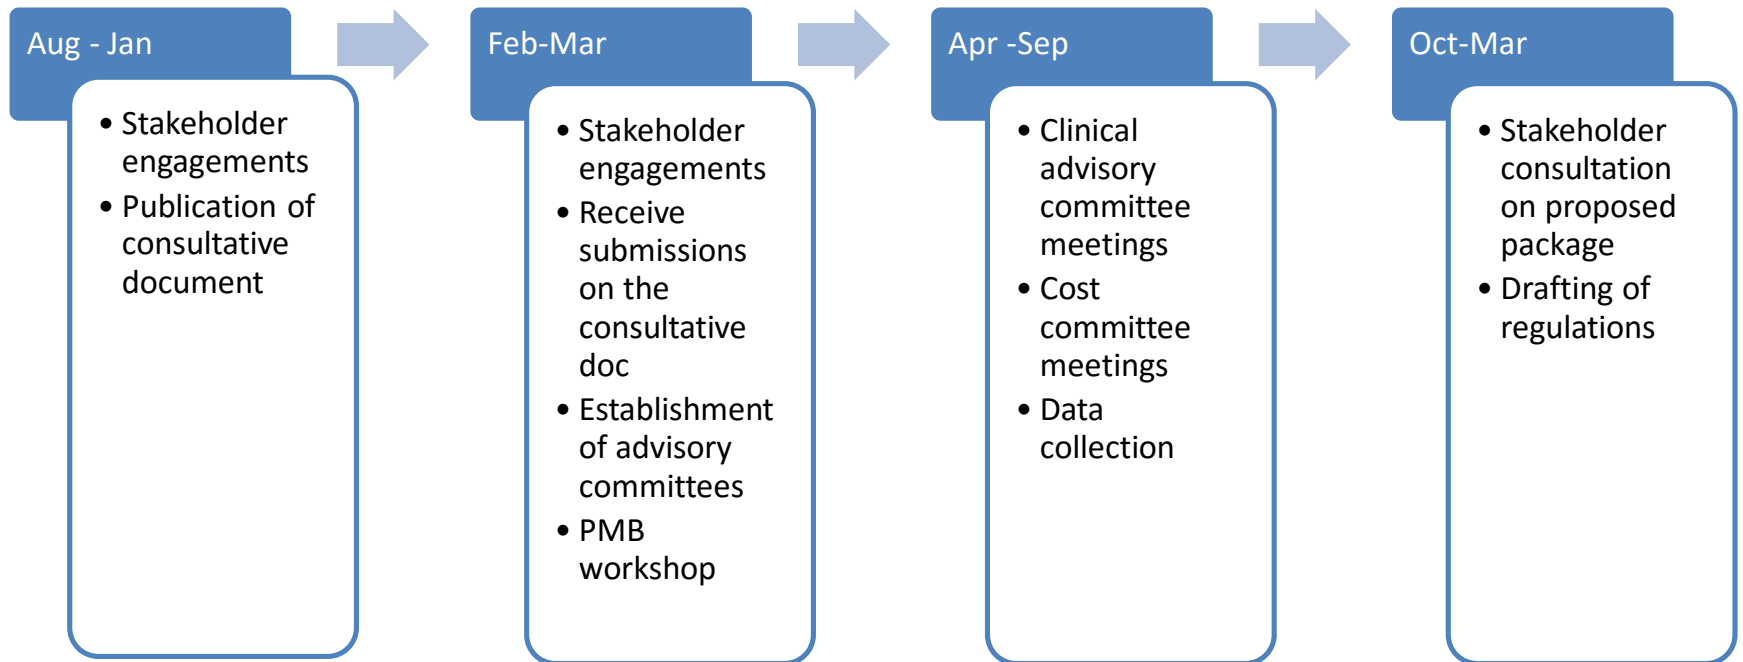 Aug - Jan
• Stakeholder
engagements
• Publication of
consultative
document
Feb-Mar
• Stakeholder
engagements
• Receive
submissions
on the
consultative
doc
• Establishment
of advisory
committees
• PMB
workshop
Apr -Sep
• Clinical
advisory
committee
meetings
• Cost
committee
meetings
• Data
collection
Oct-Mar
• Stakeholder
consultation
on proposed
package
• Drafting of
regulations